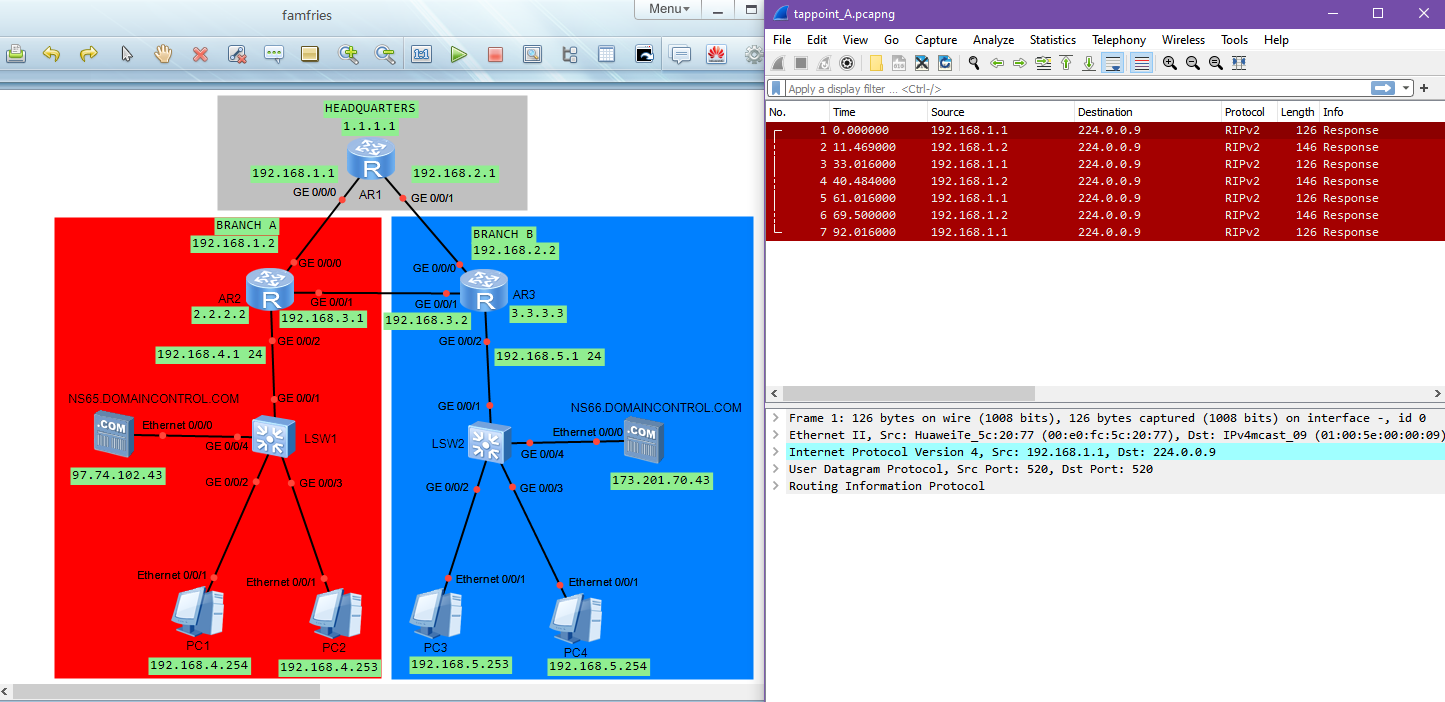 famfries
Menu
HEADQUARTERS
1.1.1.1
192.168.1.1
192.168.2.1
GE 0/0/0
AR1
GE 0/0/1
BRANCH A
192.168.1.2
BRANCH B
192.168.2.2
GE 0/0/0
GE 0/0/0
AR2
GE 0/0/1
GE 0/0/1
AR3
2.2.2.2
192.168.3.1
192.168.3.2
3.3.3.3
GE 0/0/2
GE 0/0/2
192.168.4.1 24
192.168.5.1 24
NS65.DOMAINCONTROL.COM
GE 0/0/1
GE 0/0/1
NS66.DOMAINCONTROL.COM
.COM
Ethernet 0/0/0
GE 0/0/4
LSW1
LSW2
Ethernet 0/0/0
GE 0/0/4
.COM
97.74.102.43
GE 0/0/2
GE 0/0/3
GE 0/0/2
GE 0/0/3
173.201.70.43
Ethernet 0/0/1
Ethernet 0/0/1
Ethernet 0/0/1
Ethernet 0/0/1
PC1
PC2
PC3
PC4
192.168.4.254
192.168.4.253
192.168.5.253
192.168.5.254
tappoint_A.pcapng
File Edit View Go Capture Analyze Statistics Telephony Wireless Tools Help
Apply a display filter ... <Ctrl-/>
No. Time Source Destination Protocol Length Info
1 0.000000 192.168.1.1 224.0.0.9 RIPv2 126 Response
2 11.469000 192.168.1.2 224.0.0.9 RIPv2 146 Response
3 33.016000 192.168.1.1 224.0.0.9 RIPv2 126 Response
4 40.484000 192.168.1.2 224.0.0.9 RIPv2 146 Response
5 61.016000 192.168.1.1 224.0.0.9 RIPv2 126 Response
6 69.500000 192.168.1.2 224.0.0.9 RIPv2 146 Response
7 92.016000 192.168.1.1 224.0.0.9 RIPv2 126 Response
Frame 1: 126 bytes on wire (1008 bits), 126 bytes captured (1008 bits) on interface -, id 0
Ethernet II, Src: HuaweiTe_5c:20:77 (00:e0:fc:5c:20:77), Dst: IPv4mcast_09 (01:00:5e:00:00:09)
Internet Protocol Version 4, Src: 192.168.1.1, Dst: 224.0.0.9
User Datagram Protocol, Src Port: 520, Dst Port: 520
Routing Information Protocol